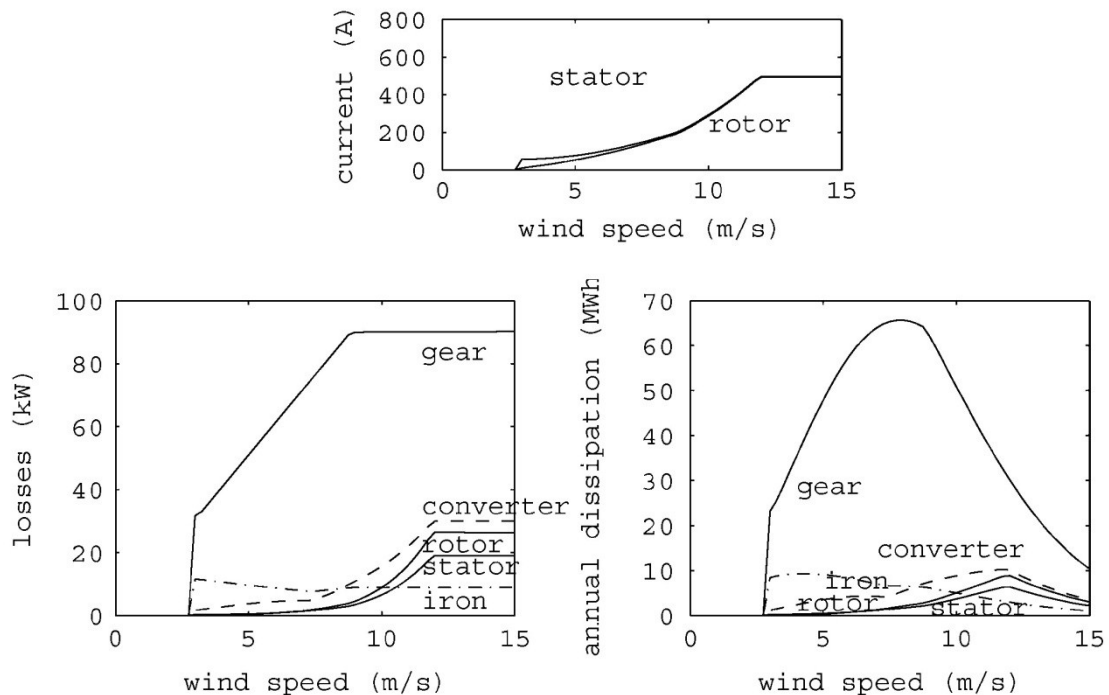 current (A)
800
600
400
200
0
stator
rotor
0 5 10 15
wind speed (m/s)
losses (kW)
100
80
60
40
20
0
gear
converter
rotor
stator
iron
0 5 10 15
wind speed (m/s)
annual dissipation (MWh
70
60
50
40
30
20
10
0
gear
converter
iron
rotor
stator
0 5 10 15
wind speed (m/s)